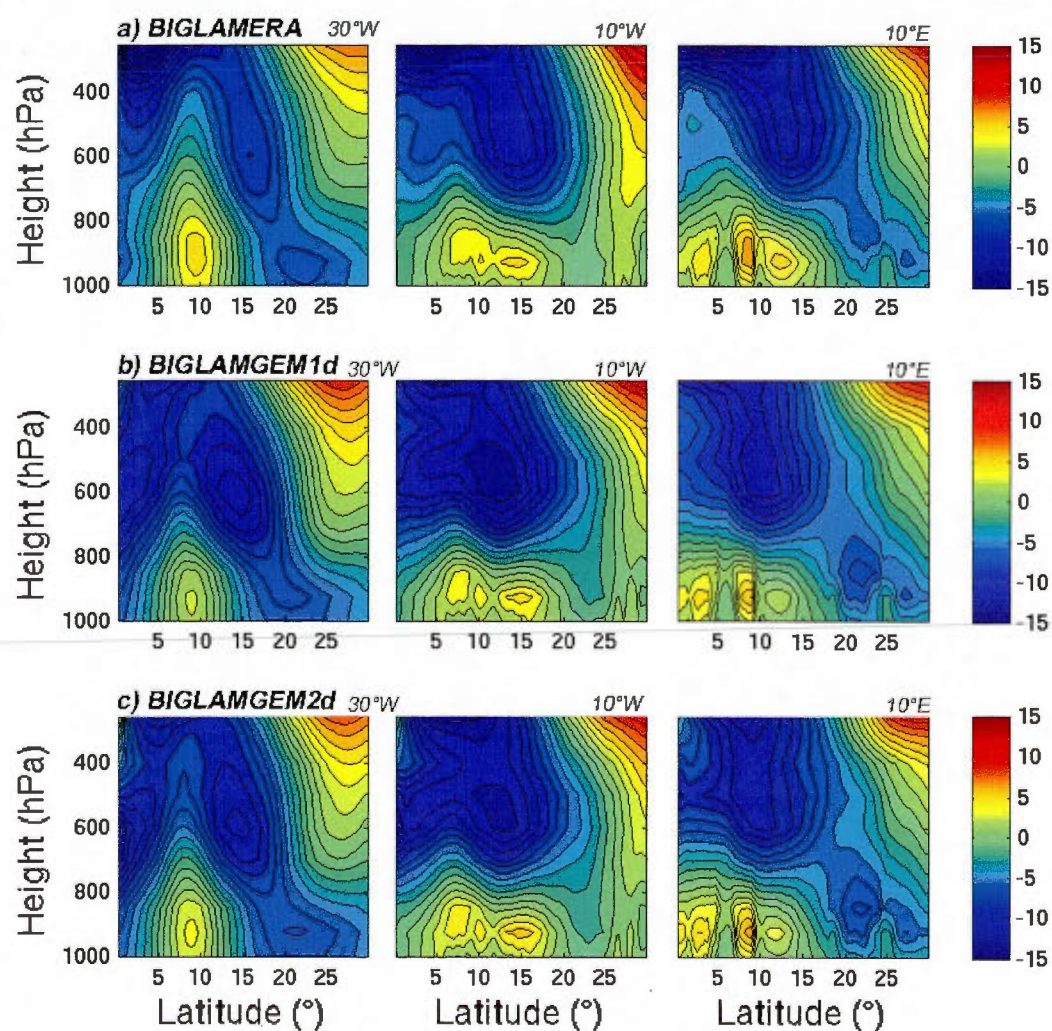 a) BIGLAMERA 30°W 10°W 10°E
Height (hPa)
400
600
800
1000
5 10 15 20 25
5 10 15 20 25
5 10 15 20 25
15
10
5
0
-5
-10
-15
b) BIGLAMGEM1d 30°W 10°W 10°E
Height (hPa)
400
600
800
1000
5 10 15 20 25
5 10 15 20 25
5 10 15 20 25
15
10
5
0
-5
-10
-15
c) BIGLAMGEM2d 30°W 10°W 10°E
Height (hPa)
400
600
800
1000
5 10 15 20 25
5 10 15 20 25
5 10 15 20 25
15
10
5
0
-5
-10
-15
Latitude (°) Latitude (°) Latitude (°)